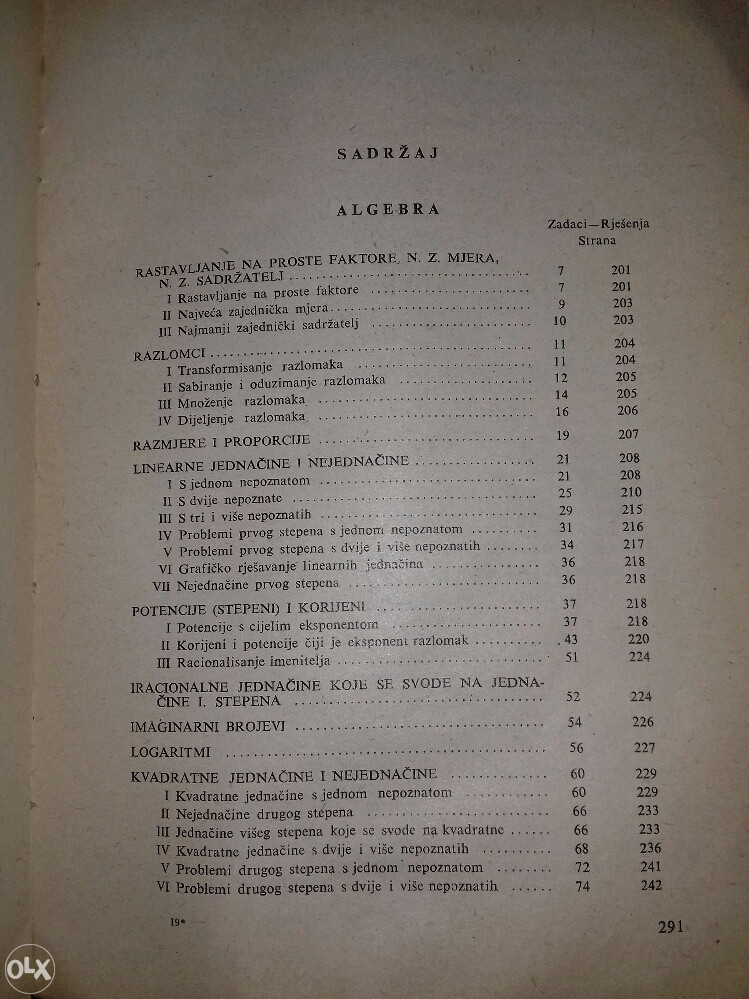 SADRŽAJ
ALGEBRA
Zadaci—Rješenja
Strana
RASTAVLJANJE NA PROSTE FAKTORE, N. Z. MJERA,
N. Z. SADRŽATELJ 7 201
I Rastavljanje na proste faktore 7 201
II Najveća zajednička mjera 9 203
III Najmanji zajednički sadržatelj 10 203
RAZLOMCI 11 204
I Transformisanje razlomaka 11 204
II Sabiranje i oduzimanje razlomaka 12 205
III Množenje razlomaka 14 205
IV Dijeljenje razlomaka 16 206
RAZMJERE I PROPORCIJE 19 207
LINEARNE JEDNAČINE I NEJEDNAČINE 21 208
I S jednom nepoznatom 21 208
II S dvije nepoznate 25 210
III S tri i više nepoznatih 29 215
IV Problemi prvog stepena s jednom nepoznatom 31 216
V Problemi prvog stepena s dvije i više nepoznatih 34 217
VI Grafičko rješavanje linearnih jednačina 36 218
VII Nejednačine prvog stepena 36 218
POTENCIJE (STEPENI) I KORIJENI 37 218
I Potencije s cijelim eksponentom 37 218
II Korijeni i potencije čiji je eksponent razlomak 43 220
III Racionalisanje imenitelja 51 224
IRACIONALNE JEDNAČINE KOJE SE SVODE NA JEDNA-
ČINE I. STEPENA 52 224
IMAGINARNI BROJEVI 54 226
LOGARITMI 56 227
KVADRATNE JEDNAČINE I NEJEDNAČINE 60 229
I Kvadratne jednačine s jednom nepoznatom 60 229
II Nejednačine drugog stepena 66 233
III Jednačine višeg stepena koje se svode na kvadratne 66 233
IV Kvadratne jednačine s dvije i više nepoznatih 68 236
V Problemi drugog stepena s jednom nepoznatom 72 241
VI Problemi drugog stepena s dvije i više nepoznatih 74 242
19*
291
OLX